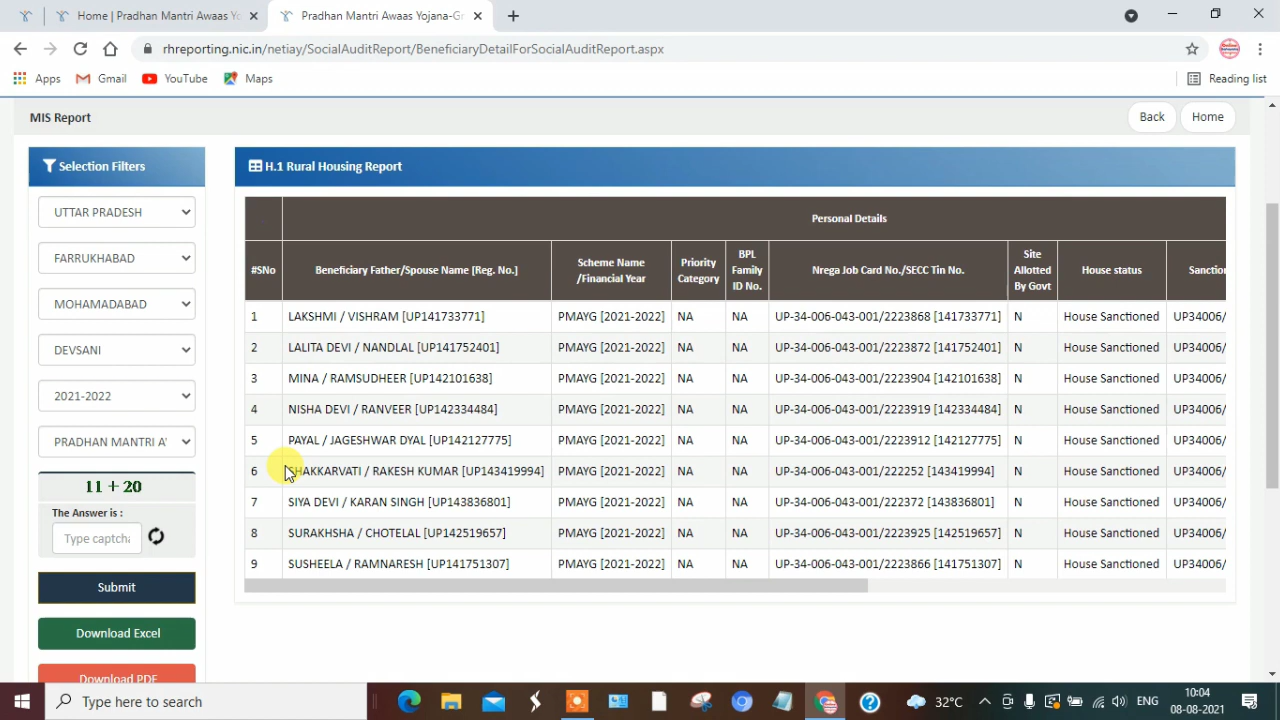 Home | Pradhan Mantri Awaas Yo
Pradhan Mantri Awaas Yojana-Gr
rhreporting.nic.in/netiay/SocialAuditReport/BeneficiaryDetailForSocialAuditReport.aspx
Apps Gmail YouTube Maps Reading list
MIS Report Back Home
Selection Filters
UTTAR PRADESH
FARRUKHABAD
MOHAMADABAD
DEVSANI
2021-2022
PRADHAN MANTRI A
11 + 20
The Answer is :
Type captcha
Submit
Download Excel
Download PDF
H.1 Rural Housing Report
Personal Details
#SNo Beneficiary Father/Spouse Name [Reg. No.] Scheme Name /Financial Year Priority Category BPL Family ID No. Nrega Job Card No./SECC Tin No. Site Allotted By Govt House status Sanction
1 LAKSHMI / VISHRAM [UP141733771] PMAYG [2021-2022] NA NA UP-34-006-043-001/2223868 [141733771] N House Sanctioned UP34006/
2 LALITA DEVI / NANDLAL [UP141752401] PMAYG [2021-2022] NA NA UP-34-006-043-001/2223872 [141752401] N House Sanctioned UP34006/
3 MINA / RAMSUDHEER [UP142101638] PMAYG [2021-2022] NA NA UP-34-006-043-001/2223904 [142101638] N House Sanctioned UP34006/
4 NISHA DEVI / RANVEER [UP142334484] PMAYG [2021-2022] NA NA UP-34-006-043-001/2223919 [142334484] N House Sanctioned UP34006/
5 PAYAL / JAGESHWAR DYAL [UP142127775] PMAYG [2021-2022] NA NA UP-34-006-043-001/2223912 [142127775] N House Sanctioned UP34006/
6 SHAKKARVATI / RAKESH KUMAR [UP143419994] PMAYG [2021-2022] NA NA UP-34-006-043-001/222252 [143419994] N House Sanctioned UP34006/
7 SIYA DEVI / KARAN SINGH [UP143836801] PMAYG [2021-2022] NA NA UP-34-006-043-001/222372 [143836801] N House Sanctioned UP34006/
8 SURAKHSHA / CHOTELAL [UP142519657] PMAYG [2021-2022] NA NA UP-34-006-043-001/2223925 [142519657] N House Sanctioned UP34006/
9 SUSHEELA / RAMNARESH [UP141751307] PMAYG [2021-2022] NA NA UP-34-006-043-001/2223866 [141751307] N House Sanctioned UP34006/
Type here to search
32°C ENG 10:04
08-08-2021